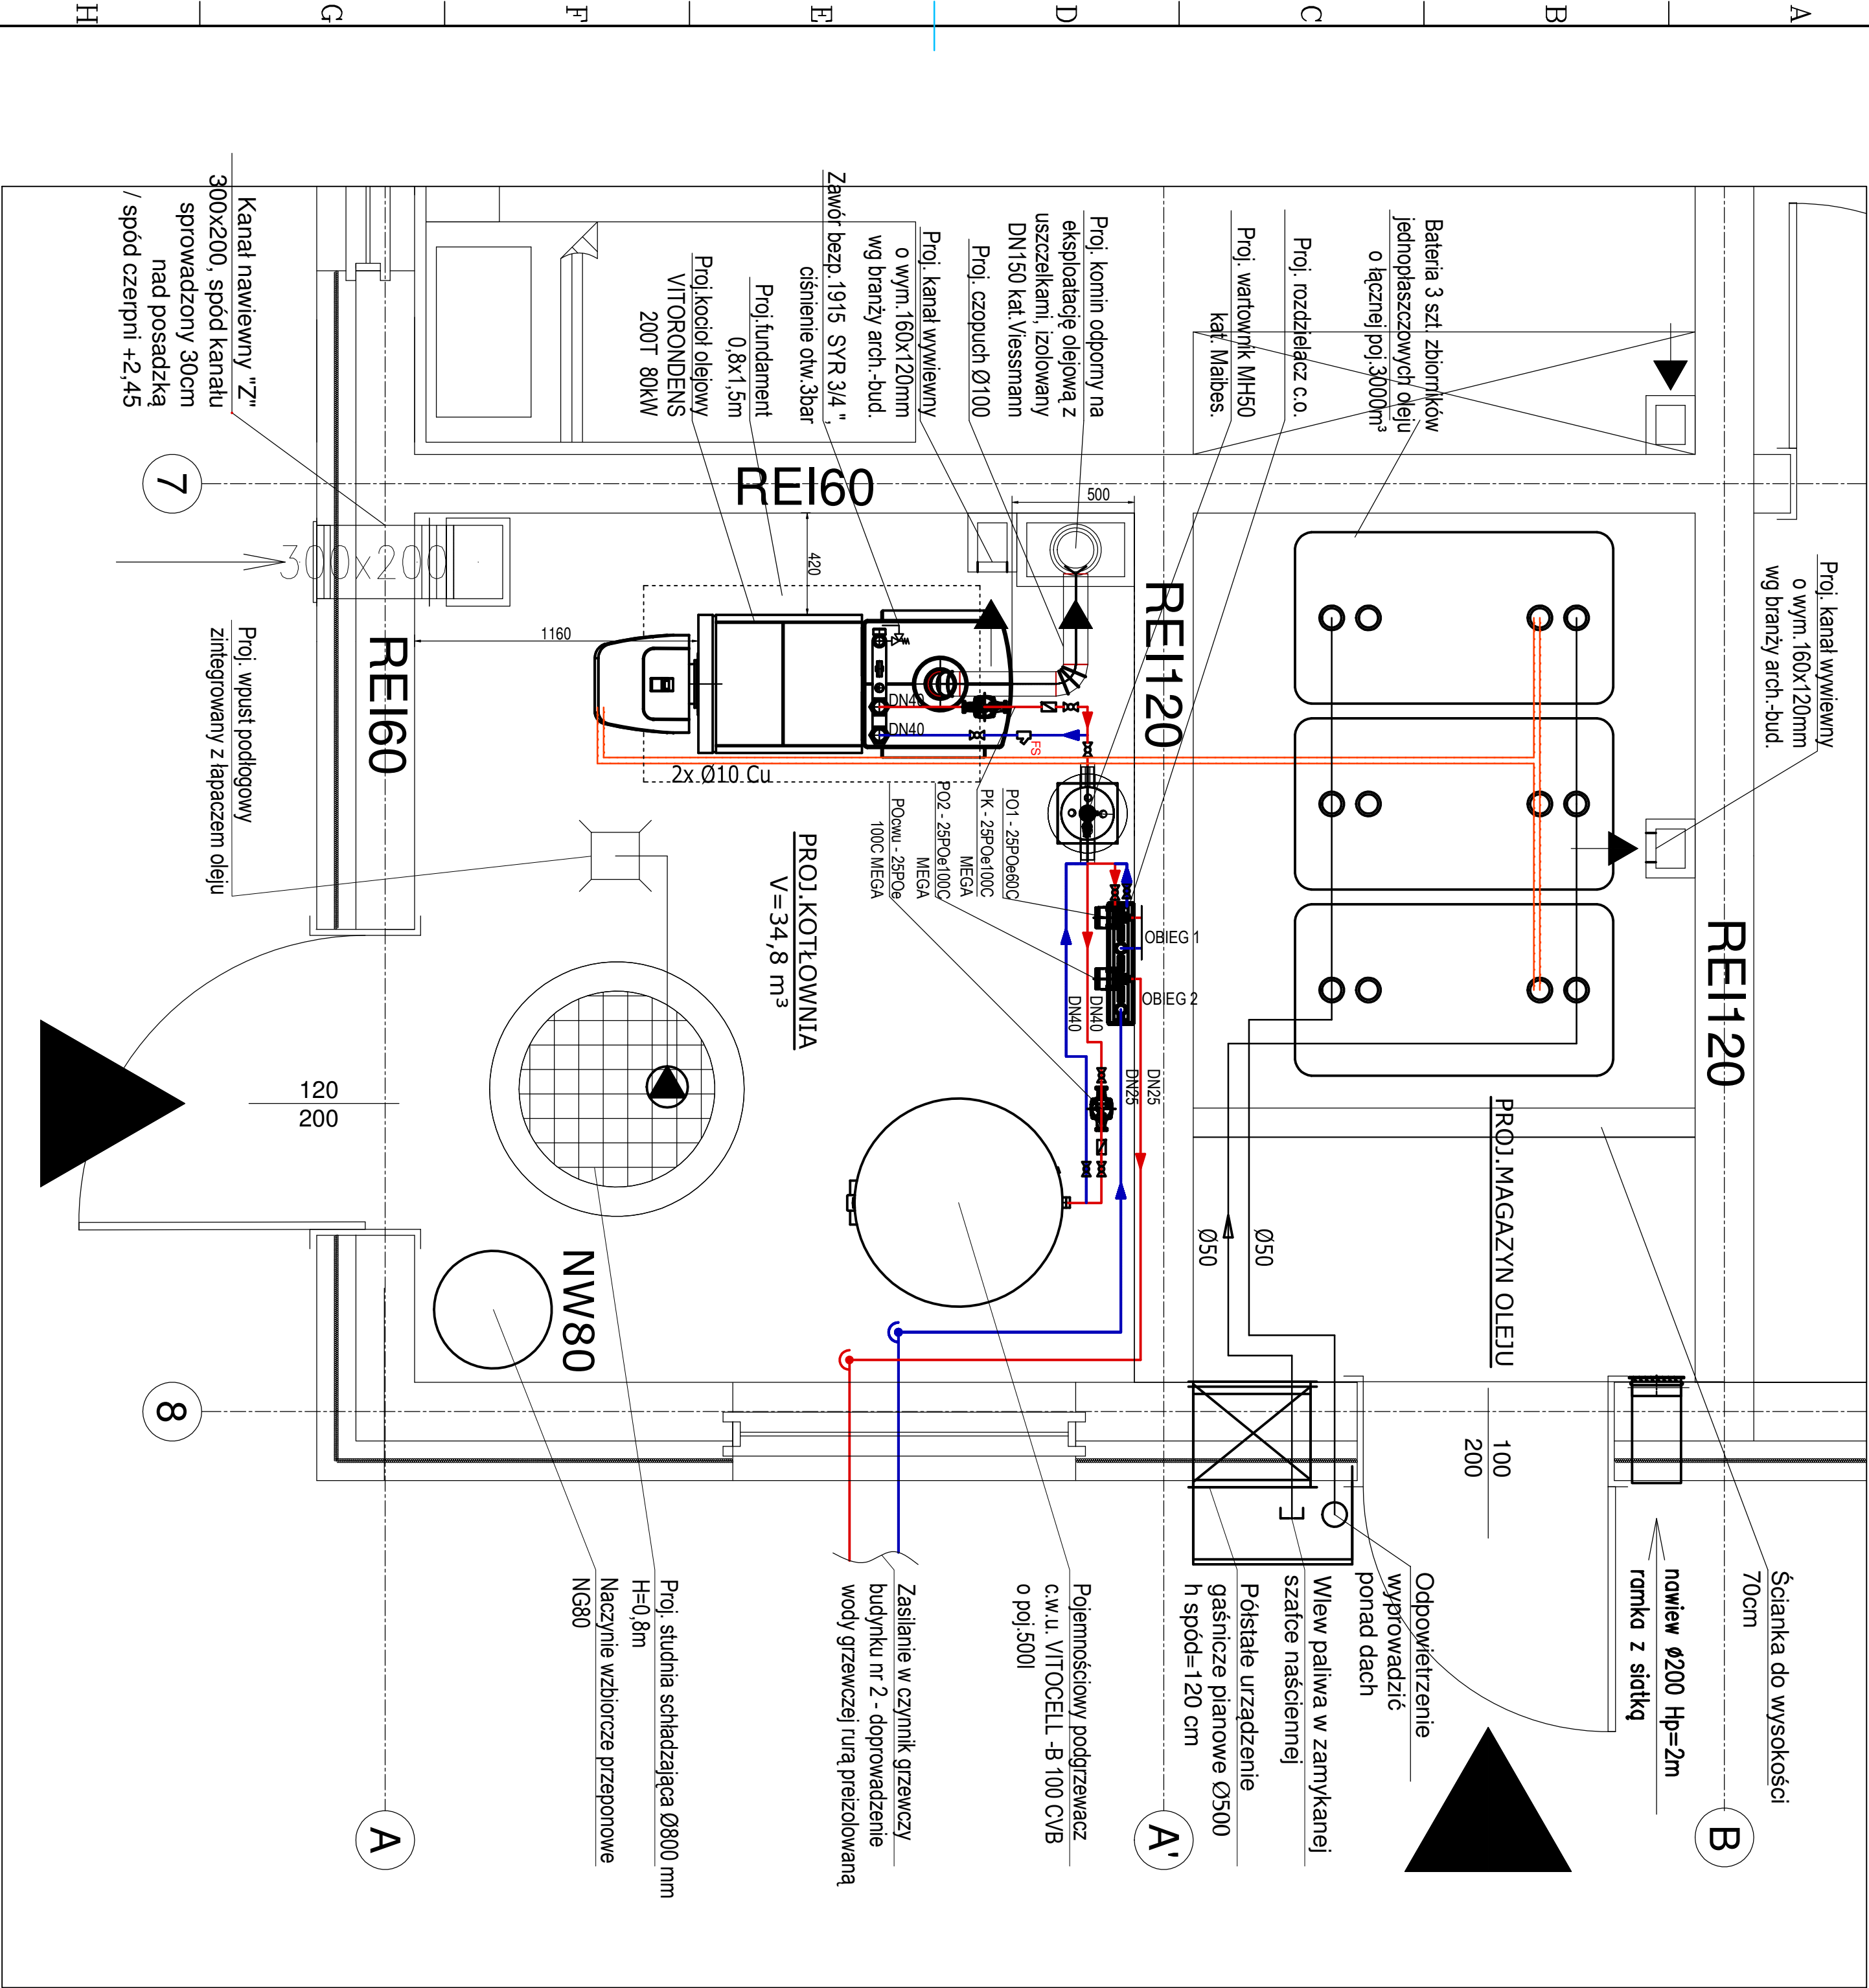 H
G
F
E
D
C
B
A
Proj. kanał wywiewny
o wym.160x120mm
wg branży arch.-bud.
Bateria 3 szt. zbiorników
jednopłaszczowych oleju
o łącznej poj.3000m³
Proj. rozdzielacz c.o.
Proj. wartownik MH50
kat. Maibes.
Proj. komin odporny na
eksploatację olejową z
uszczelkami, izolowany
DN150 kat.Viessmann
Proj. czopuch Ø100
Proj. kanał wywiewny
o wym.160x120mm
wg branży arch.-bud.
Zawór bezp.1915 SYR 3/4 ",
ciśnienie otw.3bar
Proj.fundament
0,8x1,5m
Proj.kocioł olejowy
VITORONDENS
200T 80kW
Kanał nawiewny "Z"
300x200, spód kanału
sprowadzony 30cm
nad posadzką
/ spód czerpni +2,45
7
300x200
REI60
500
420
1160
REI120
REI120
REI60
Proj. wpust podłogowy
zintegrowany z łapaczem oleju
DN40
DN40
FS
2x Ø10 Cu
PO1 - 25POe60C
PK - 25POe100C
MEGA
PO2 - 25POe100C
MEGA
POcwu - 25POe
100C MEGA
PROJ.KOTŁOWNIA
V=34,8 m³
OBIEG 1
OBIEG 2
DN40
DN40
DN25
DN25
PROJ.MAGAZYN OLEJU
Ø50
Ø50
120
200
NW80
8
100
200
Ścianka do wysokości
70cm
nawiew ø200 Hp=2m
ramka z siatką
Odpowietrzenie
wyprowadzić
ponad dach
Wlew paliwa w zamykanej
szafce naściennej
Półstałe urządzenie
gaśnicze pianowe Ø500
h spód=120 cm
Pojemnościowy podgrzewacz
c.w.u. VITOCELL -B 100 CVB
o poj.500l
Zasilanie w czynnik grzewczy
budynku nr 2 - doprowadzenie
wody grzewczej rurą preizolowaną
Proj. studnia schładzająca Ø800 mm
H=0,8m
Naczynie wzbiorcze przeponowe
NG80
A
A'
B